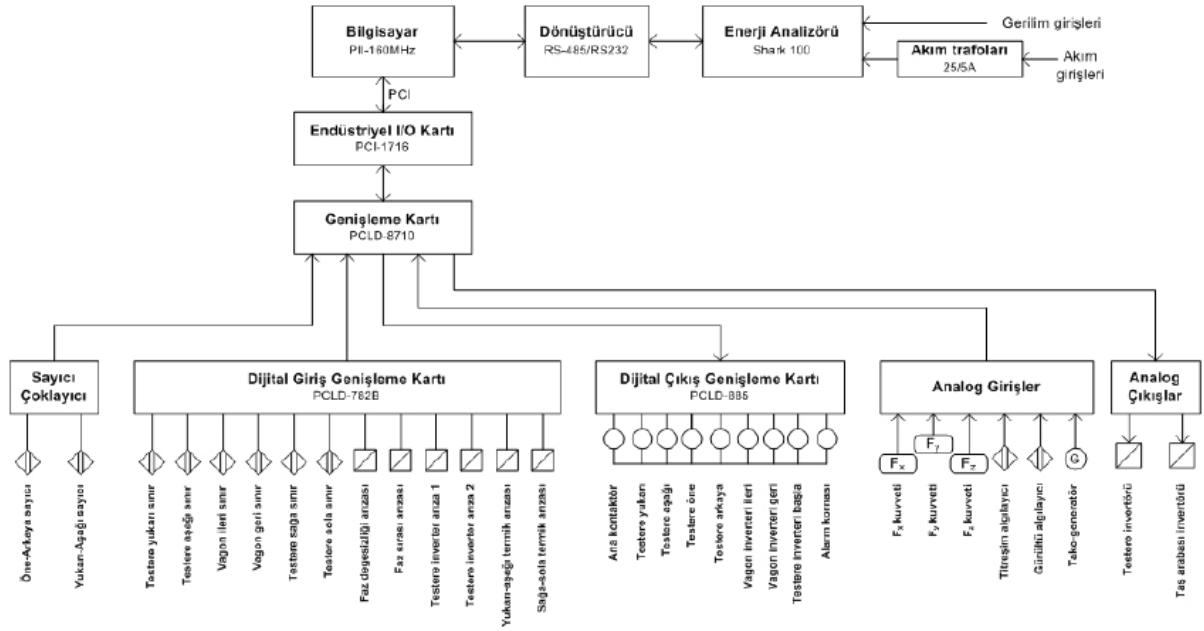 Bilgisayar
PII-160MHz
Dönüştürücü
RS-485/RS232
Enerji Analizörü
Shark 100
Gerilim girişleri
Akım trafoları
25/5A
Akım
girişleri
PCI
Endüstriyel I/O Kartı
PCI-1716
Genişleme Kartı
PCLD-8710
Sayıcı
Çoklayıcı
Dijital Giriş Genişleme Kartı
PCLD-782B
Dijital Çıkış Genişleme Kartı
PCLD-885
Analog Girişler
Analog
Çıkışlar
Fx
Fy
Fz
G
Öne-Arkaya sayıcı
Yukarı-Aşağı sayıcı
Testere yukarı sınır
Testere aşağı sınır
Vagon ileri sınır
Vagon geri sınır
Testere sağa sınır
Testere sola sınır
Faz dengesizliği arızası
Faz sırası arızası
Testere inverter arıza 1
Testere inverter arıza 2
Yukarı-aşağı termik arızası
Sağa-sola termik arızası
Ana kontaktör
Testere yukarı
Testere aşağı
Testere öne
Testere arkaya
Vagon inverteri ileri
Vagon inverteri geri
Testere inverteri başla
Alarm kornası
Fx kuvveti
Fy kuvveti
Fz kuvveti
Titreşim algılayıcı
Gürültü algılayıcı
Tako-generatör
Testere invertörü
Taş arabası invertörü